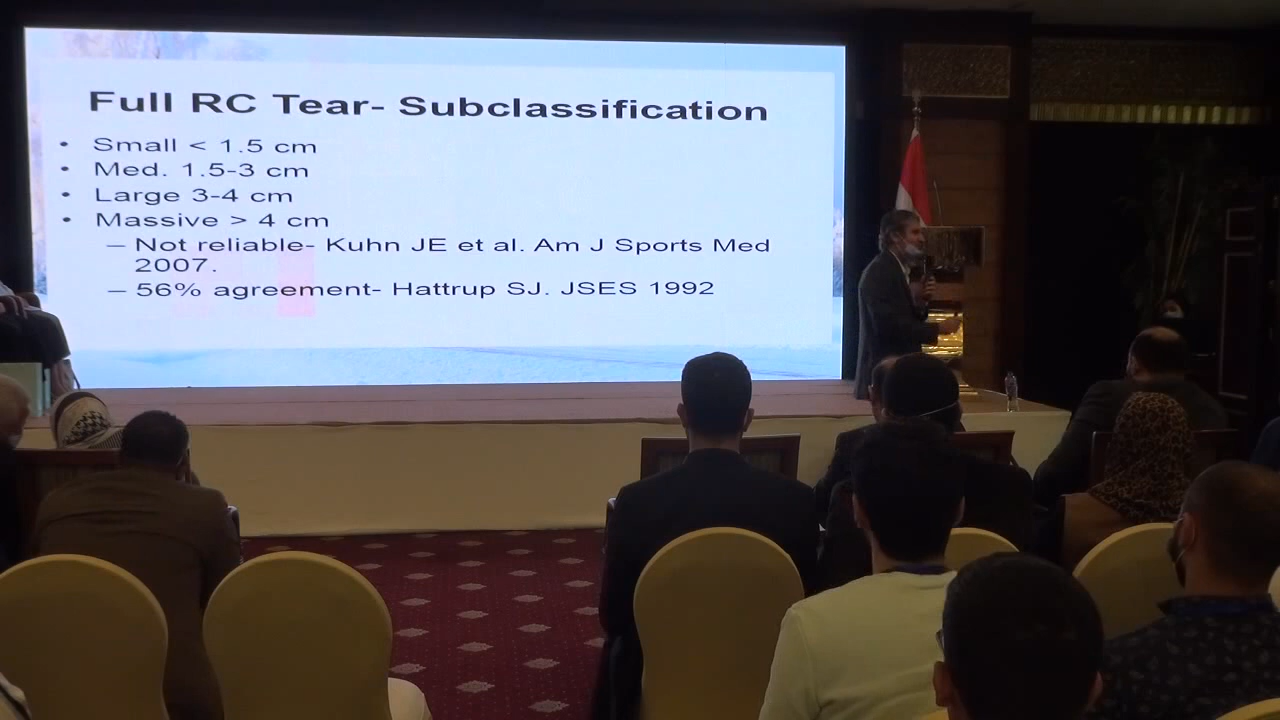 Full RC Tear- Subclassification
• Small < 1.5 cm
• Med. 1.5-3 cm
• Large 3-4 cm
• Massive > 4 cm
– Not reliable- Kuhn JE et al. Am J Sports Med
2007.
– 56% agreement- Hattrup SJ. JSES 1992